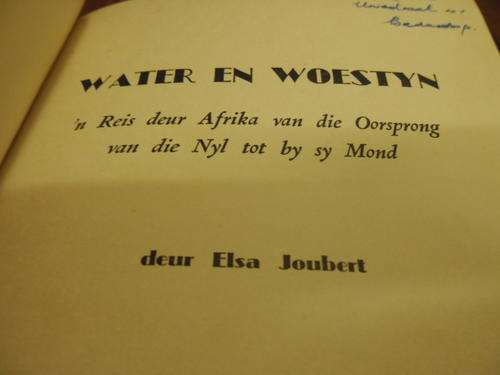 WATER EN WOESTYN
'n Reis deur Afrika van die Oorsprong
van die Nyl tot by sy Mond
deur Elsa Joubert